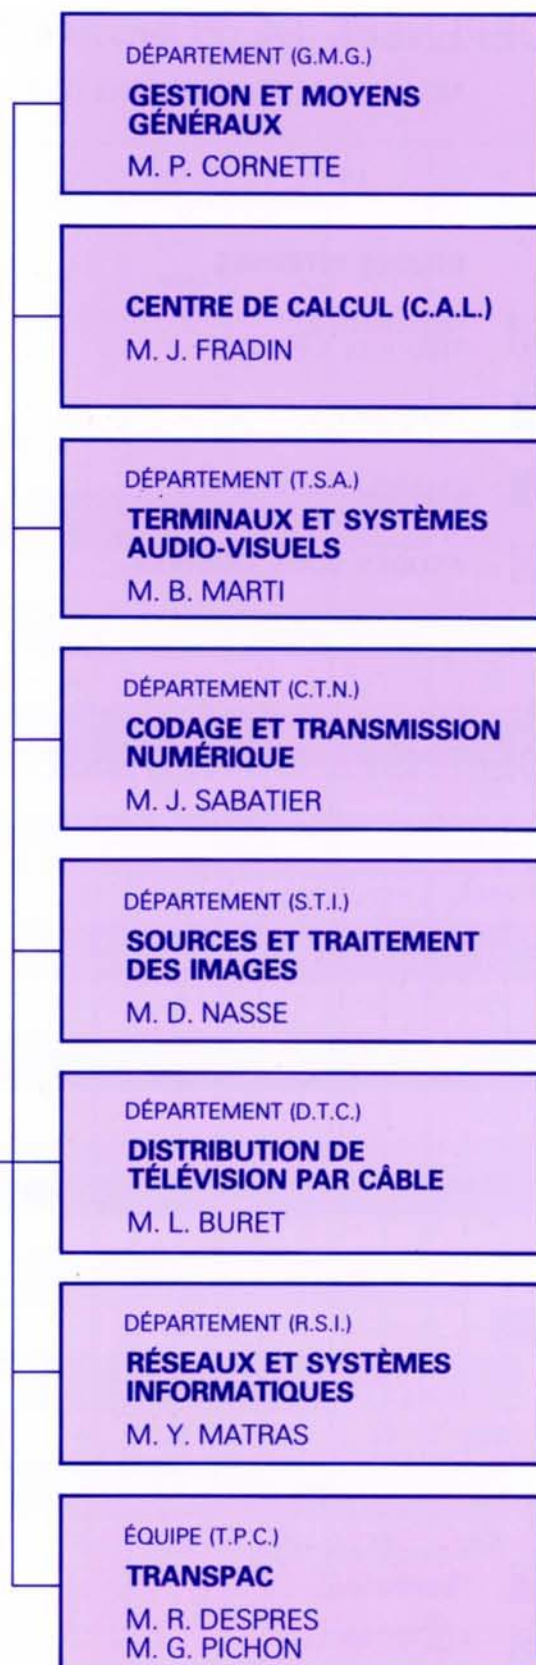 DÉPARTEMENT (G.M.G.)
GESTION ET MOYENS
GÉNÉRAUX
M. P. CORNETTE
CENTRE DE CALCUL (C.A.L.)
M. J. FRADIN
DÉPARTEMENT (T.S.A.)
TERMINAUX ET SYSTÈMES
AUDIO-VISUELS
M. B. MARTI
DÉPARTEMENT (C.T.N.)
CODAGE ET TRANSMISSION
NUMÉRIQUE
M. J. SABATIER
DÉPARTEMENT (S.T.I.)
SOURCES ET TRAITEMENT
DES IMAGES
M. D. NASSE
DÉPARTEMENT (D.T.C.)
DISTRIBUTION DE
TÉLÉVISION PAR CÂBLE
M. L. BURET
DÉPARTEMENT (R.S.I.)
RÉSEAUX ET SYSTÈMES
INFORMATIQUES
M. Y. MATRAS
ÉQUIPE (T.P.C.)
TRANSPAC
M. R. DESPRES
M. G. PICHON